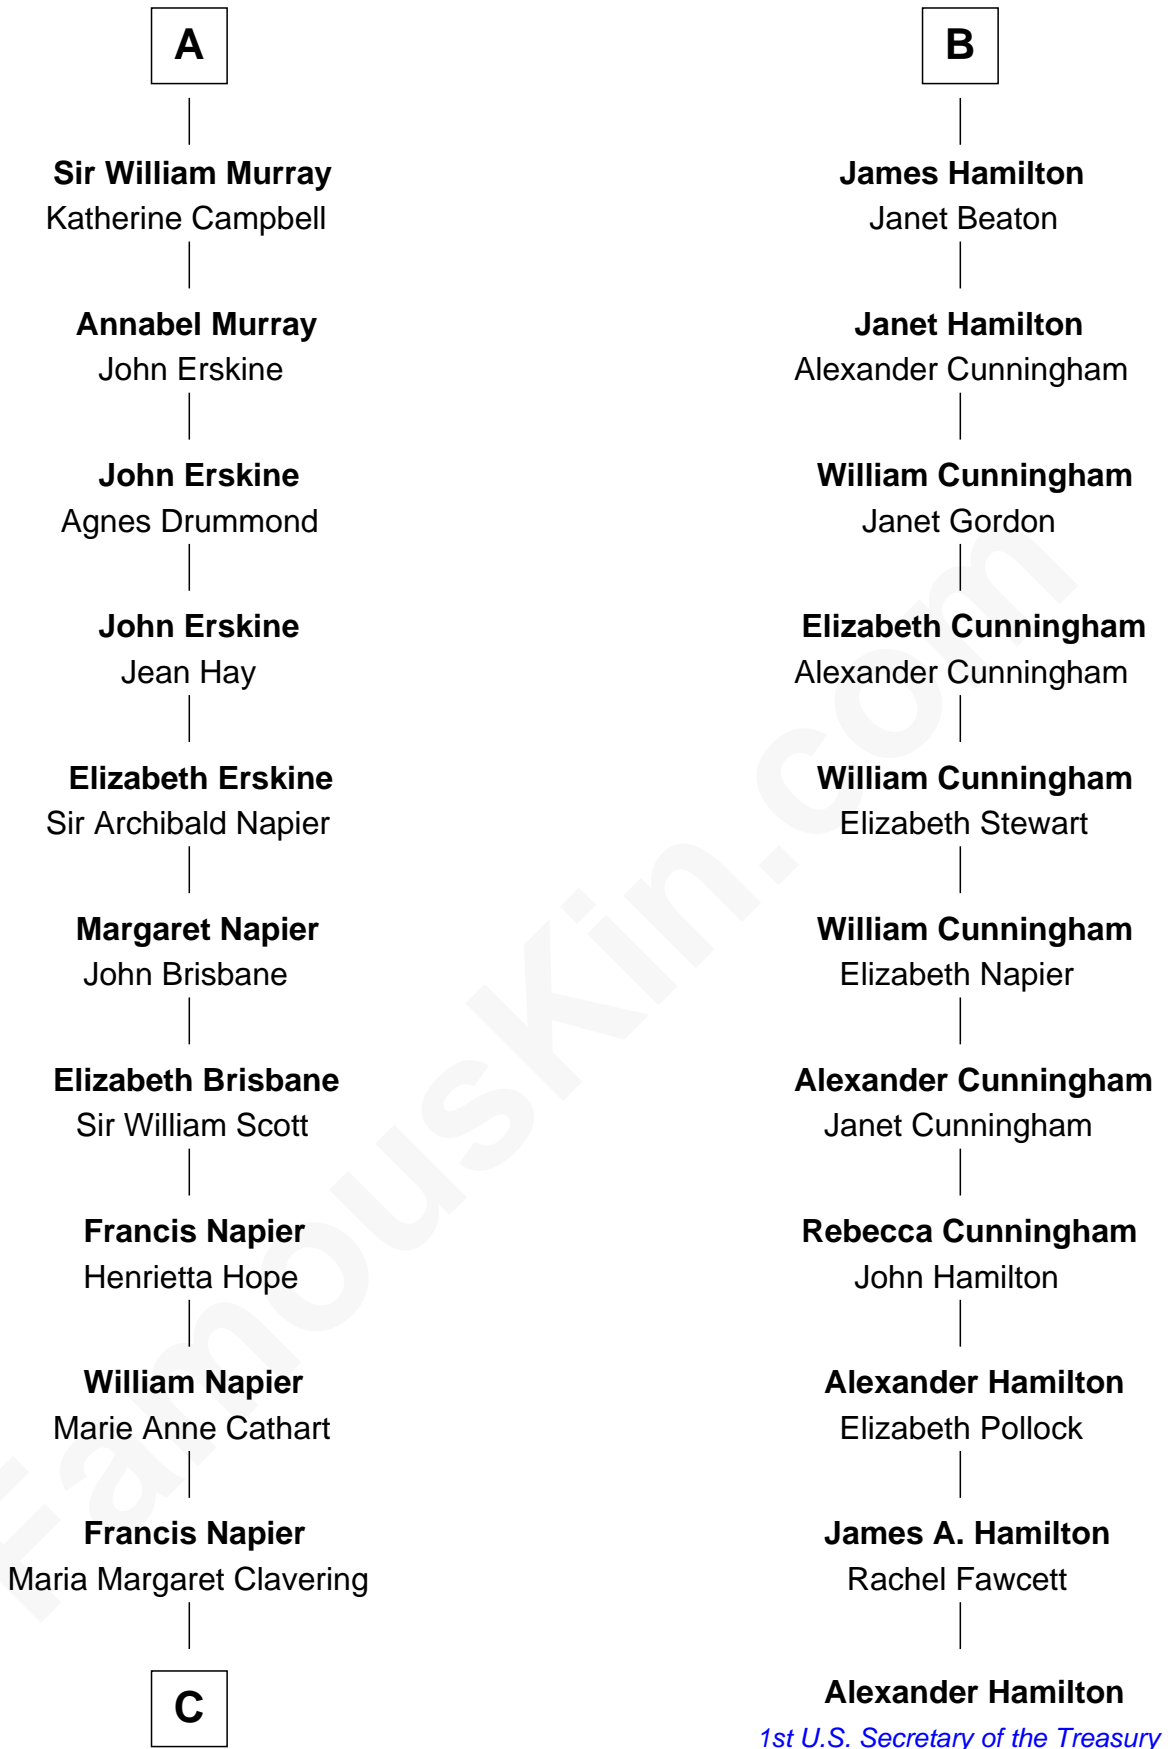 A
Sir William Murray
Katherine Campbell
Annabel Murray
John Erskine
John Erskine
Agnes Drummond
John Erskine
Jean Hay
Elizabeth Erskine
Sir Archibald Napier
Margaret Napier
John Brisbane
Elizabeth Brisbane
Sir William Scott
Francis Napier
Henrietta Hope
William Napier
Marie Anne Cathart
Francis Napier
Maria Margaret Clavering
C
B
James Hamilton
Janet Beaton
Janet Hamilton
Alexander Cunningham
William Cunningham
Janet Gordon
Elizabeth Cunningham
Alexander Cunningham
William Cunningham
Elizabeth Stewart
William Cunningham
Elizabeth Napier
Alexander Cunningham
Janet Cunningham
Rebecca Cunningham
John Hamilton
Alexander Hamilton
Elizabeth Pollock
James A. Hamilton
Rachel Fawcett
Alexander Hamilton
1st U.S. Secretary of the Treasury
FamousKin.com